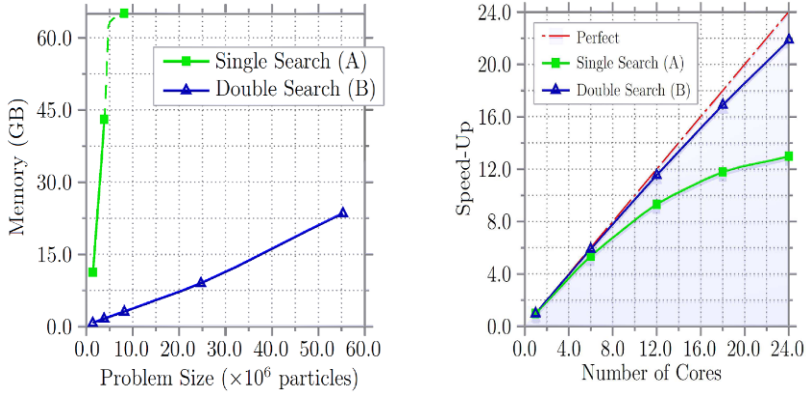 60.0
45.0
30.0
15.0
0.0
Memory (GB)
Single Search (A)
Double Search (B)
0.0 10.0 20.0 30.0 40.0 50.0 60.0
Problem Size (×10⁶ particles)
24.0
20.0
16.0
12.0
8.0
4.0
0.0
Speed-Up
Perfect
Single Search (A)
Double Search (B)
0.0 4.0 8.0 12.0 16.0 20.0 24.0
Number of Cores